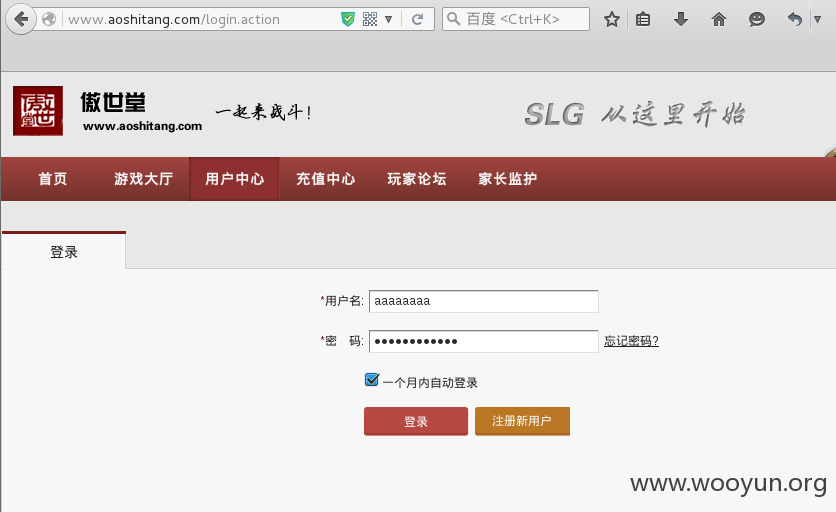 www.aoshitang.com/login.action
百度 <Ctrl+K>
傲世堂
傲世堂
www.aoshitang.com
一起来战斗!
SLG 从这里开始
首页 游戏大厅 用户中心 充值中心 玩家论坛 家长监护
登录
*用户名: aaaaaaaa
*密 码: ●●●●●●●●●●●● 忘记密码?
一个月内自动登录
登录 注册新用户
www.wooyun.org